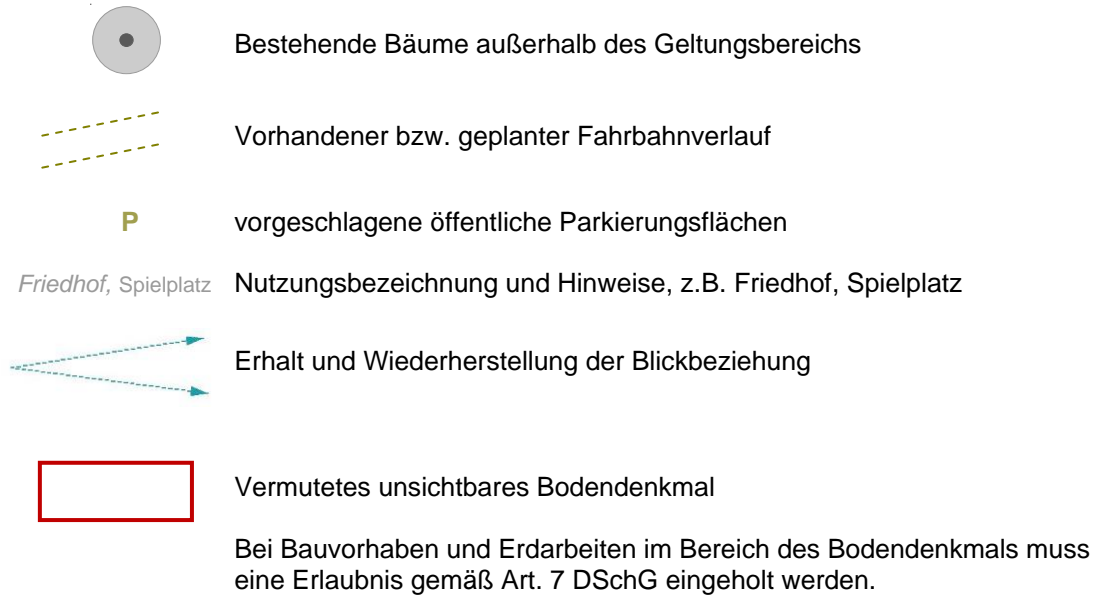 Bestehende Bäume außerhalb des Geltungsbereichs
Vorhandener bzw. geplanter Fahrbahnverlauf
P vorgeschlagene öffentliche Parkierungsflächen
Friedhof, Spielplatz Nutzungsbezeichnung und Hinweise, z.B. Friedhof, Spielplatz
Erhalt und Wiederherstellung der Blickbeziehung
Vermutetes unsichtbares Bodendenkmal
Bei Bauvorhaben und Erdarbeiten im Bereich des Bodendenkmals muss
eine Erlaubnis gemäß Art. 7 DSchG eingeholt werden.